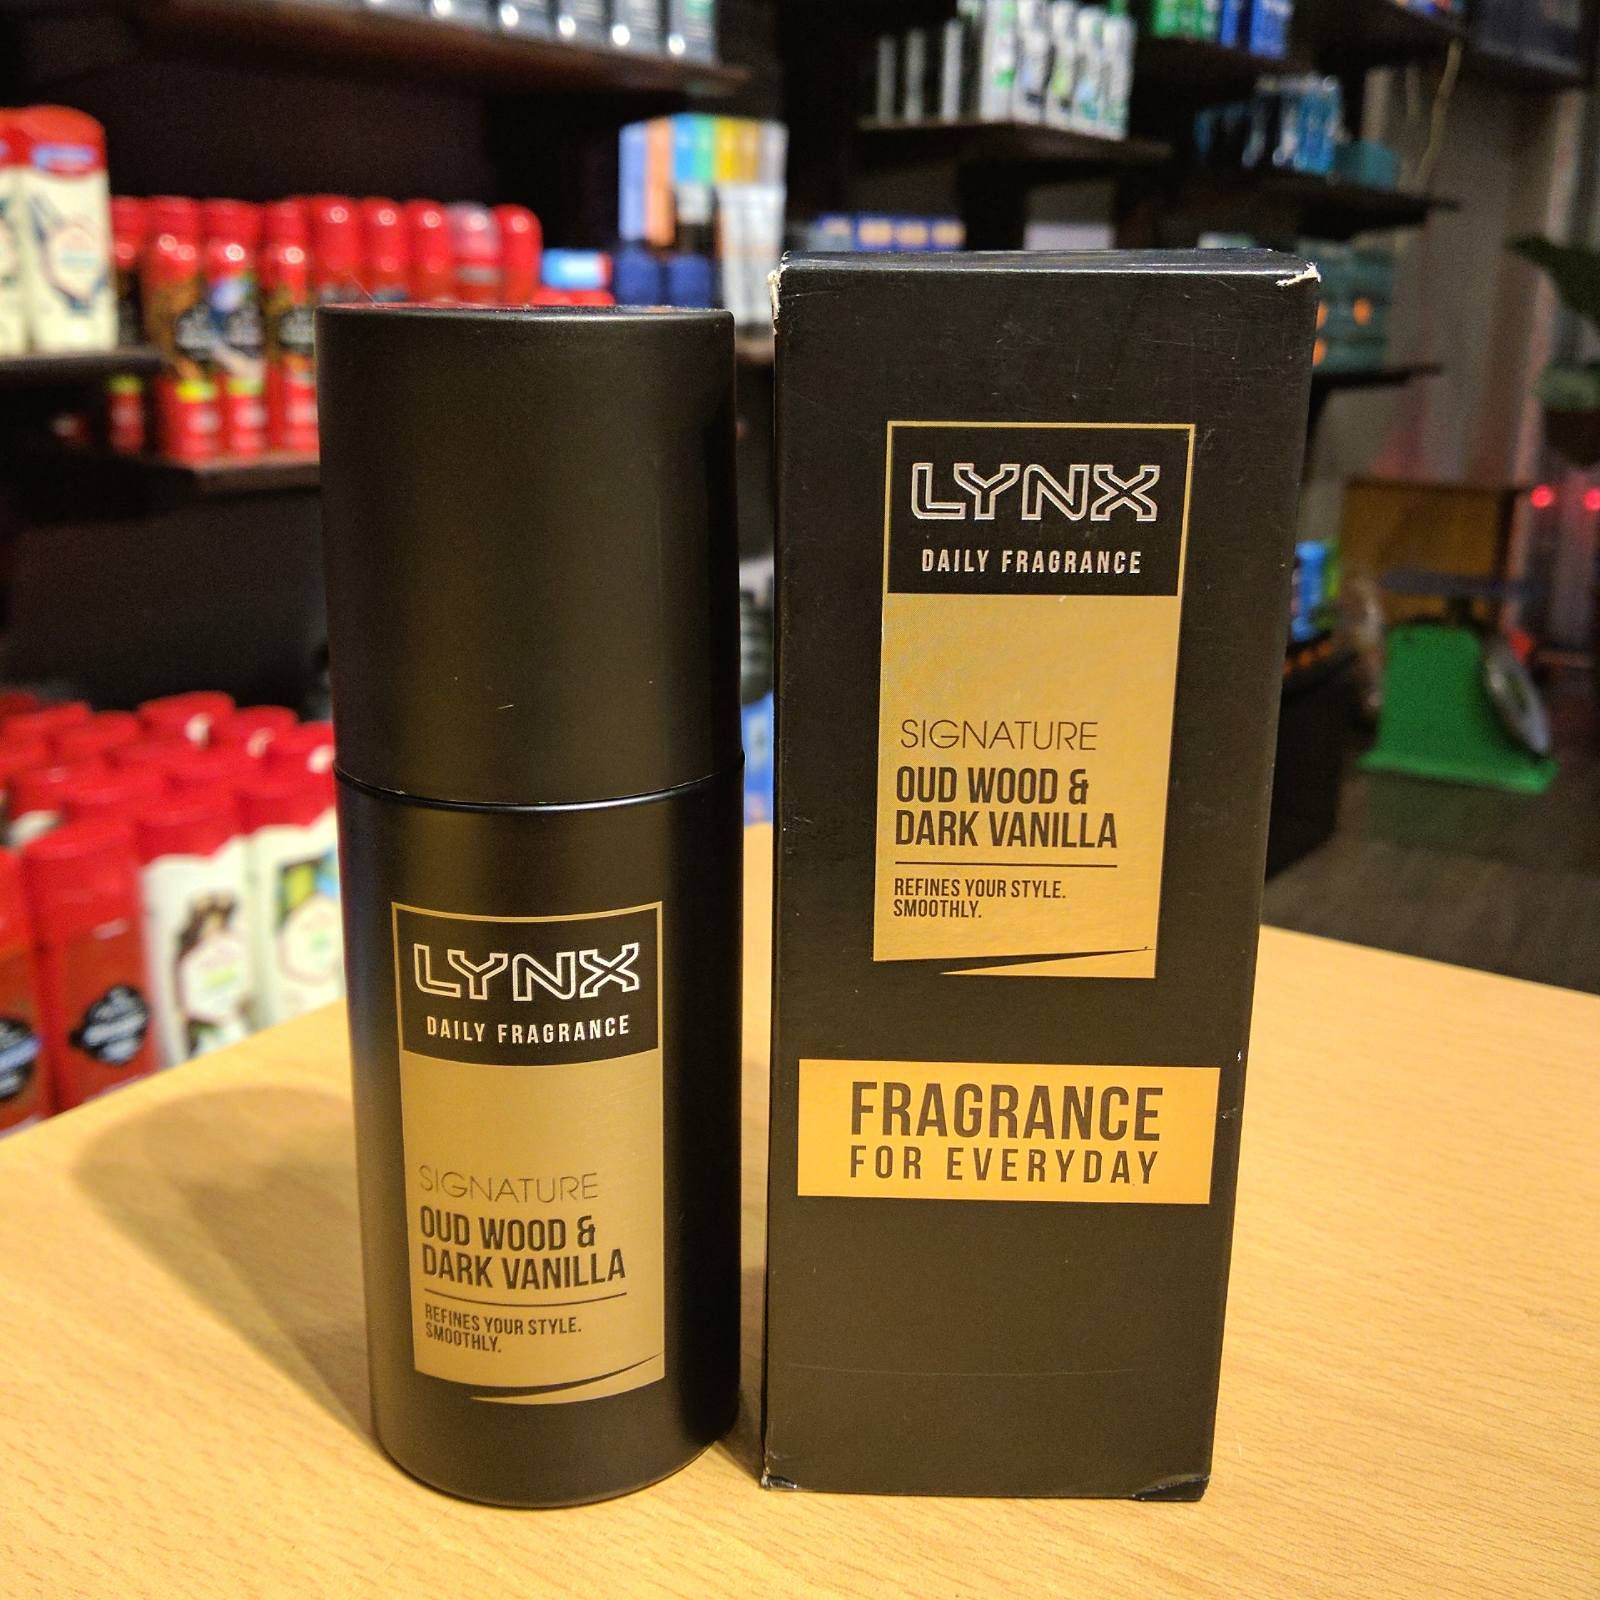 LYNX
DAILY FRAGRANCE
SIGNATURE
OUD WOOD &
DARK VANILLA
REFINES YOUR STYLE.
SMOOTHLY.
LYNX
DAILY FRAGRANCE
SIGNATURE
OUD WOOD &
DARK VANILLA
REFINES YOUR STYLE.
SMOOTHLY.
FRAGRANCE
FOR EVERYDAY